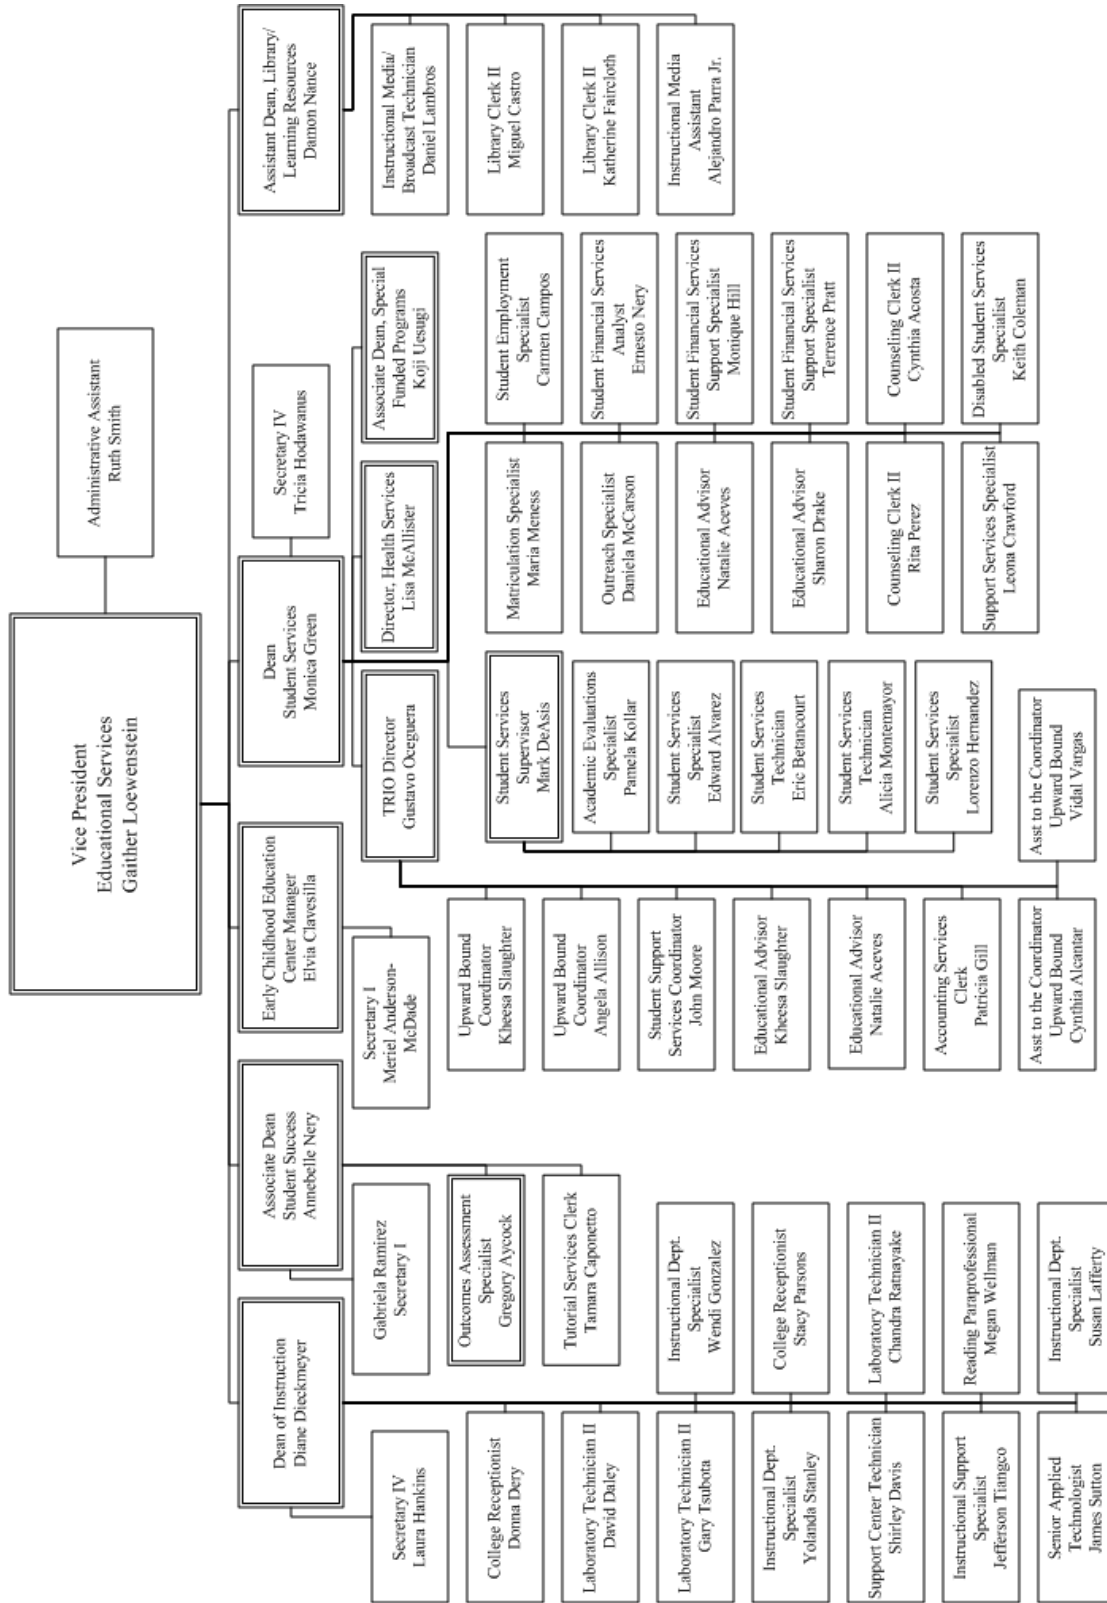 Vice President
Educational Services
Gaither Loewenstein
Administrative Assistant
Ruth Smith
Dean of Instruction
Diane Dieckmeyer
Associate Dean
Student Success
Annebelle Nery
Early Childhood Education
Center Manager
Elvia Clavesilla
Dean
Student Services
Monica Green
Secretary IV
Tricia Hodawanus
Assistant Dean, Library/
Learning Resources
Damon Nance
Secretary IV
Laura Hankins
College Receptionist
Donna Dery
Laboratory Technician II
David Daley
Laboratory Technician II
Gary Tsubota
Instructional Dept.
Specialist
Wendi Gonzalez
Instructional Dept.
Specialist
Yolanda Stanley
College Receptionist
Stacy Parsons
Support Center Technician
Shirley Davis
Laboratory Technician II
Chandra Ratnayake
Instructional Support
Specialist
Jefferson Tiangco
Reading Paraprofessional
Megan Wellman
Senior Applied
Technologist
James Sutton
Instructional Dept.
Specialist
Susan Lafferty
Gabriela Ramirez
Secretary I
Outcomes Assessment
Specialist
Gregory Aycock
Tutorial Services Clerk
Tamara Caponetto
Secretary I
Meriel Anderson-
McDade
TRIO Director
Gustavo Oceguera
Director, Health Services
Lisa McAllister
Associate Dean, Special
Funded Programs
Koji Uesugi
Upward Bound
Coordinator
Kheesa Slaughter
Upward Bound
Coordinator
Angela Allison
Student Support
Services Coordinator
John Moore
Educational Advisor
Kheesa Slaughter
Educational Advisor
Natalie Aceves
Accounting Services
Clerk
Patricia Gill
Asst to the Coordinator
Upward Bound
Cynthia Alcantar
Asst to the Coordinator
Upward Bound
Vidal Vargas
Student Services
Supervisor
Mark DeAsis
Academic Evaluations
Specialist
Pamela Kollar
Student Services
Specialist
Edward Alvarez
Student Services
Technician
Eric Betancourt
Student Services
Technician
Alicia Montemayor
Student Services
Specialist
Lorenzo Hernandez
Matriculation Specialist
Maria Meness
Student Employment
Specialist
Carmen Campos
Outreach Specialist
Daniela McCarson
Student Financial Services
Analyst
Ernesto Nery
Educational Advisor
Natalie Aceves
Student Financial Services
Support Specialist
Monique Hill
Educational Advisor
Sharon Drake
Student Financial Services
Support Specialist
Terrence Pratt
Counseling Clerk II
Rita Perez
Counseling Clerk II
Cynthia Acosta
Support Services Specialist
Leona Crawford
Disabled Student Services
Specialist
Keith Coleman
Instructional Media/
Broadcast Technician
Daniel Lambros
Library Clerk II
Miguel Castro
Library Clerk II
Katherine Faircloth
Instructional Media
Assistant
Alejandro Parra Jr.